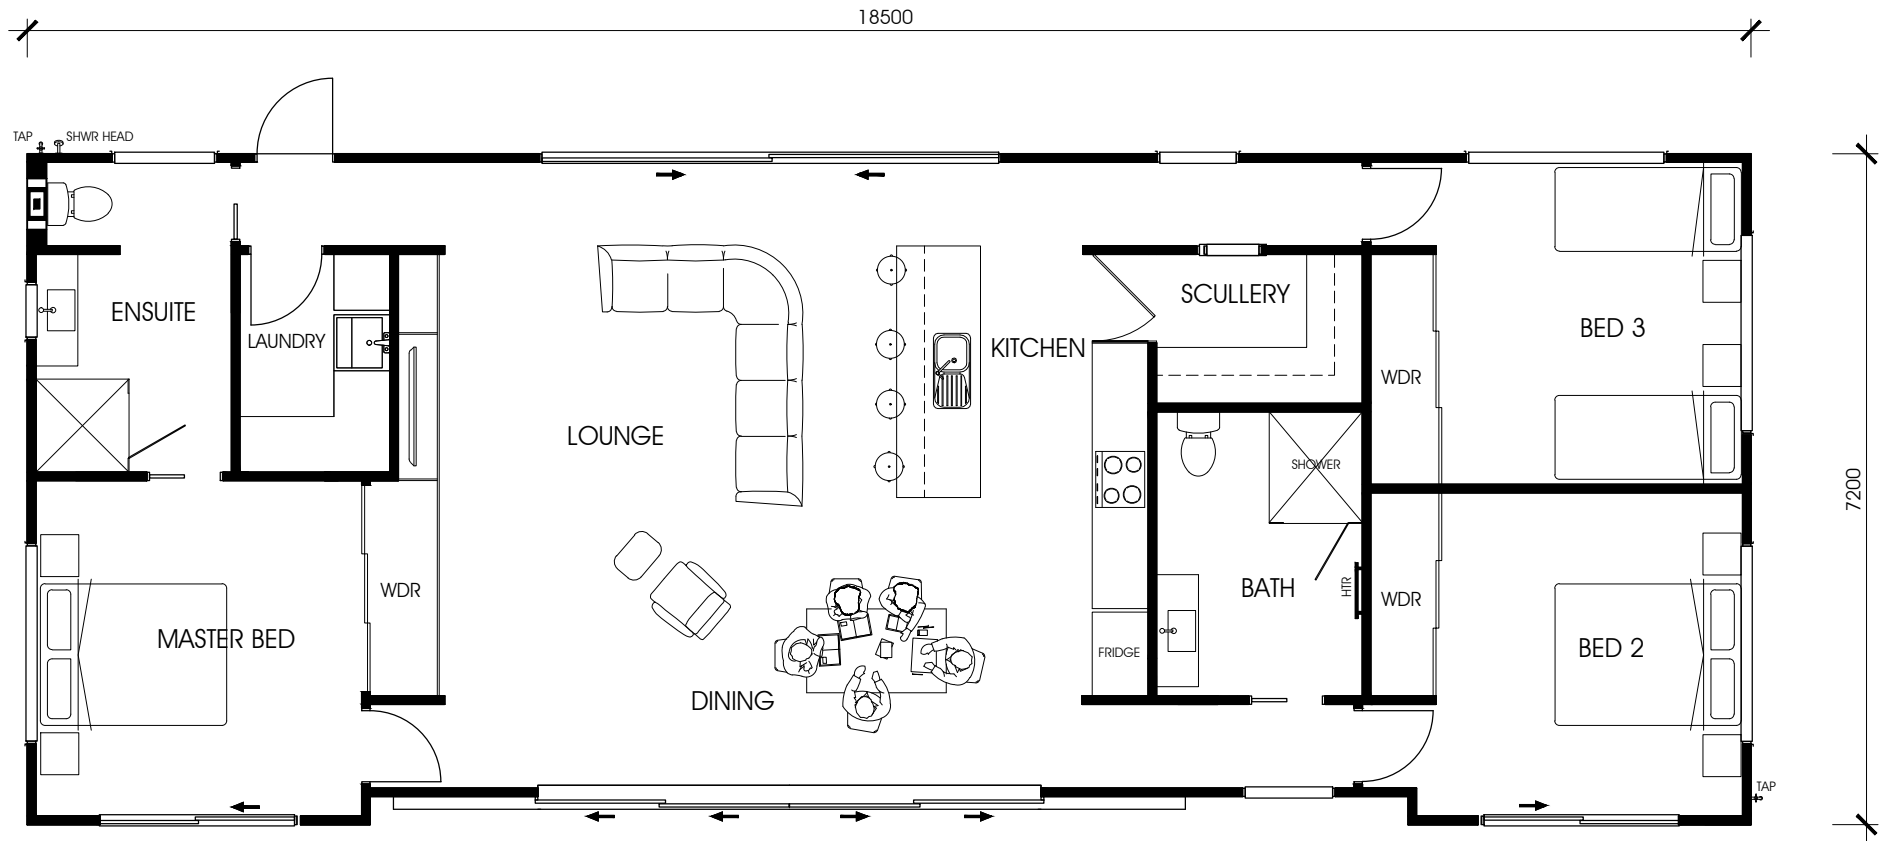 18500
TAP
SHWR HEAD
ENSUITE
LAUNDRY
SCULLERY
KITCHEN
BED 3
WDR
LOUNGE
SHOWER
7200
WDR
BATH
HTR
WDR
MASTER BED
FRIDGE
BED 2
DINING
TAP